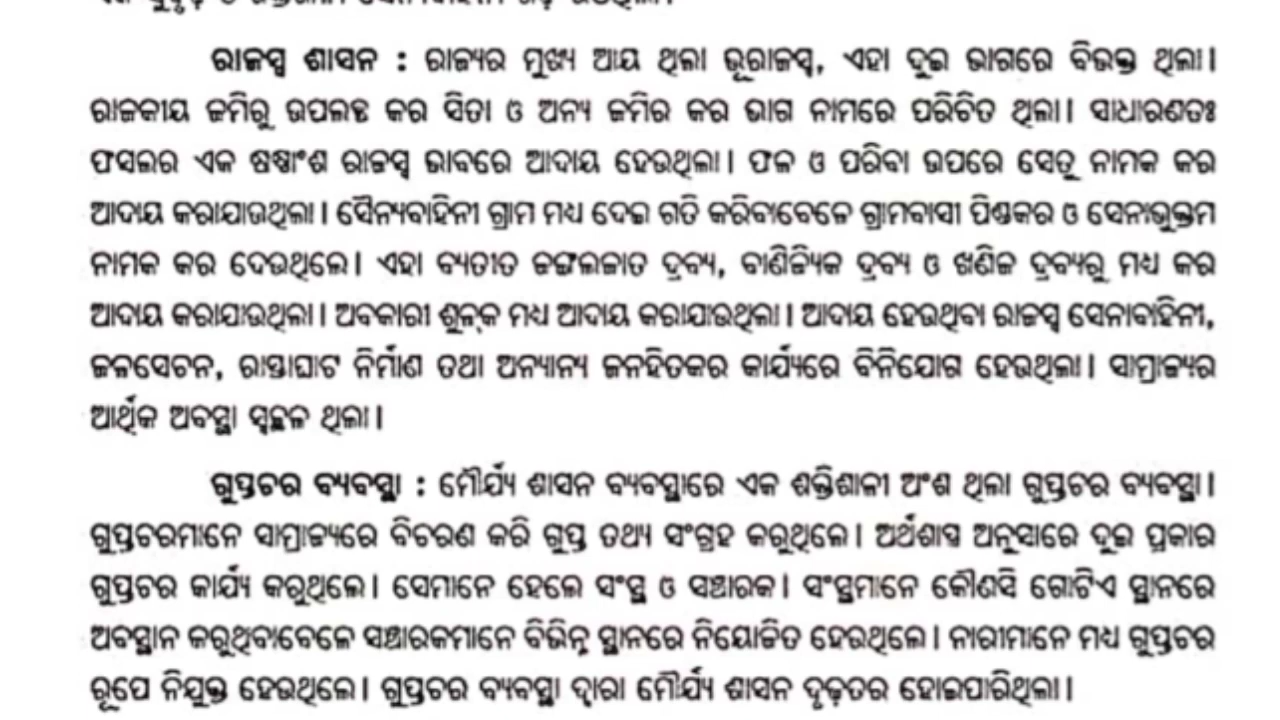 ରାଜସ୍ୱ ଶାସନ : ରାଜ୍ୟର ମୁଖ୍ୟ ଆୟ ଥିଲା ଭୂରାଜସ୍ୱ, ଏହା ଦୁଇ ଭାଗରେ ବିଭକ୍ତ ଥିଲା।
ରାଜକୀୟ ଜମିରୁ ଉପଲବ୍ଧ କର ସିତା ଓ ଅନ୍ୟ ଜମିର କର ଭାଗ ନାମରେ ପରିଚିତ ଥିଲା। ସାଧାରଣତଃ
ଫସଲର ଏକ ଷଷ୍ଠାଂଶ ରାଜସ୍ୱ ଭାବରେ ଆଦାୟ ହେଉଥିଲା। ଫଳ ଓ ପରିବା ଉପରେ ସେତୁ ନାମକ କର
ଆଦାୟ କରାଯାଉଥିଲା। ସୈନ୍ୟବାହିନୀ ଗ୍ରାମ ମଧ୍ୟ ଦେଇ ଗତି କରିବାବେଳେ ଗ୍ରାମବାସୀ ପିଣ୍ଡକର ଓ ସେନାଭୁକ୍ତମ
ନାମକ କର ଦେଉଥିଲେ। ଏହା ବ୍ୟତୀତ ଜଙ୍ଗଲଜାତ ଦ୍ରବ୍ୟ, ବାଣିଜ୍ୟିକ ଦ୍ରବ୍ୟ ଓ ଖଣିଜ ଦ୍ରବ୍ୟରୁ ମଧ୍ୟ କର
ଆଦାୟ କରାଯାଉଥିଲା। ଅବକାରୀ ଶୁଳ୍‌କ ମଧ୍ୟ ଆଦାୟ କରାଯାଉଥିଲା। ଆଦାୟ ହେଉଥିବା ରାଜସ୍ୱ ସେନାବାହିନୀ,
ଜଳସେଚନ, ରାସ୍ତାଘାଟ ନିର୍ମାଣ ତଥା ଅନ୍ୟାନ୍ୟ ଜନହିତକର କାର୍ଯ୍ୟରେ ବିନିଯୋଗ ହେଉଥିଲା। ସାମ୍ରାଜ୍ୟର
ଆର୍ଥିକ ଅବସ୍ଥା ସ୍ୱଚ୍ଛଳ ଥିଲା।
ଗୁପ୍ତଚର ବ୍ୟବସ୍ଥା : ମୌର୍ଯ୍ୟ ଶାସନ ବ୍ୟବସ୍ଥାରେ ଏକ ଶକ୍ତିଶାଳୀ ଅଂଶ ଥିଲା ଗୁପ୍ତଚର ବ୍ୟବସ୍ଥା।
ଗୁପ୍ତଚରମାନେ ସାମ୍ରାଜ୍ୟରେ ବିଚରଣ କରି ଗୁପ୍ତ ତଥ୍ୟ ସଂଗ୍ରହ କରୁଥିଲେ। ଅର୍ଥଶାସ୍ତ୍ର ଅନୁସାରେ ଦୁଇ ପ୍ରକାର
ଗୁପ୍ତଚର କାର୍ଯ୍ୟ କରୁଥିଲେ। ସେମାନେ ହେଲେ ସଂସ୍ଥ ଓ ସଞ୍ଚାରକ। ସଂସ୍ଥମାନେ କୌଣସି ଗୋଟିଏ ସ୍ଥାନରେ
ଅବସ୍ଥାନ କରୁଥିବାବେଳେ ସଞ୍ଚାରକମାନେ ବିଭିନ୍ନ ସ୍ଥାନରେ ନିୟୋଜିତ ହେଉଥିଲେ। ନାରୀମାନେ ମଧ୍ୟ ଗୁପ୍ତଚର
ରୂପେ ନିଯୁକ୍ତ ହେଉଥିଲେ। ଗୁପ୍ତଚର ବ୍ୟବସ୍ଥା ଦ୍ୱାରା ମୌର୍ଯ୍ୟ ଶାସନ ଦୃଢ଼ତର ହୋଇପାରିଥିଲା।